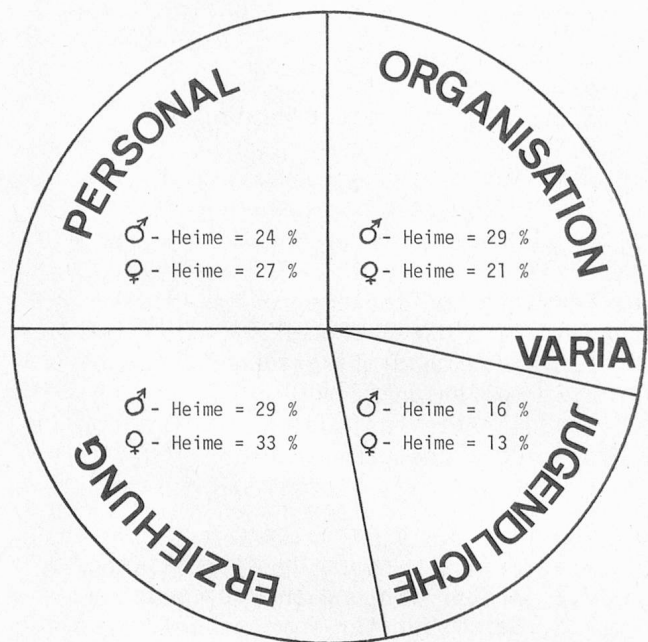 PERSONAL
♂ - Heime = 24 %
♀ - Heime = 27 %
ORGANISATION
♂ - Heime = 29 %
♀ - Heime = 21 %
VARIA
ERZIEHUNG
♂ - Heime = 29 %
♀ - Heime = 33 %
JUGENDLICHE
♂ - Heime = 16 %
♀ - Heime = 13 %